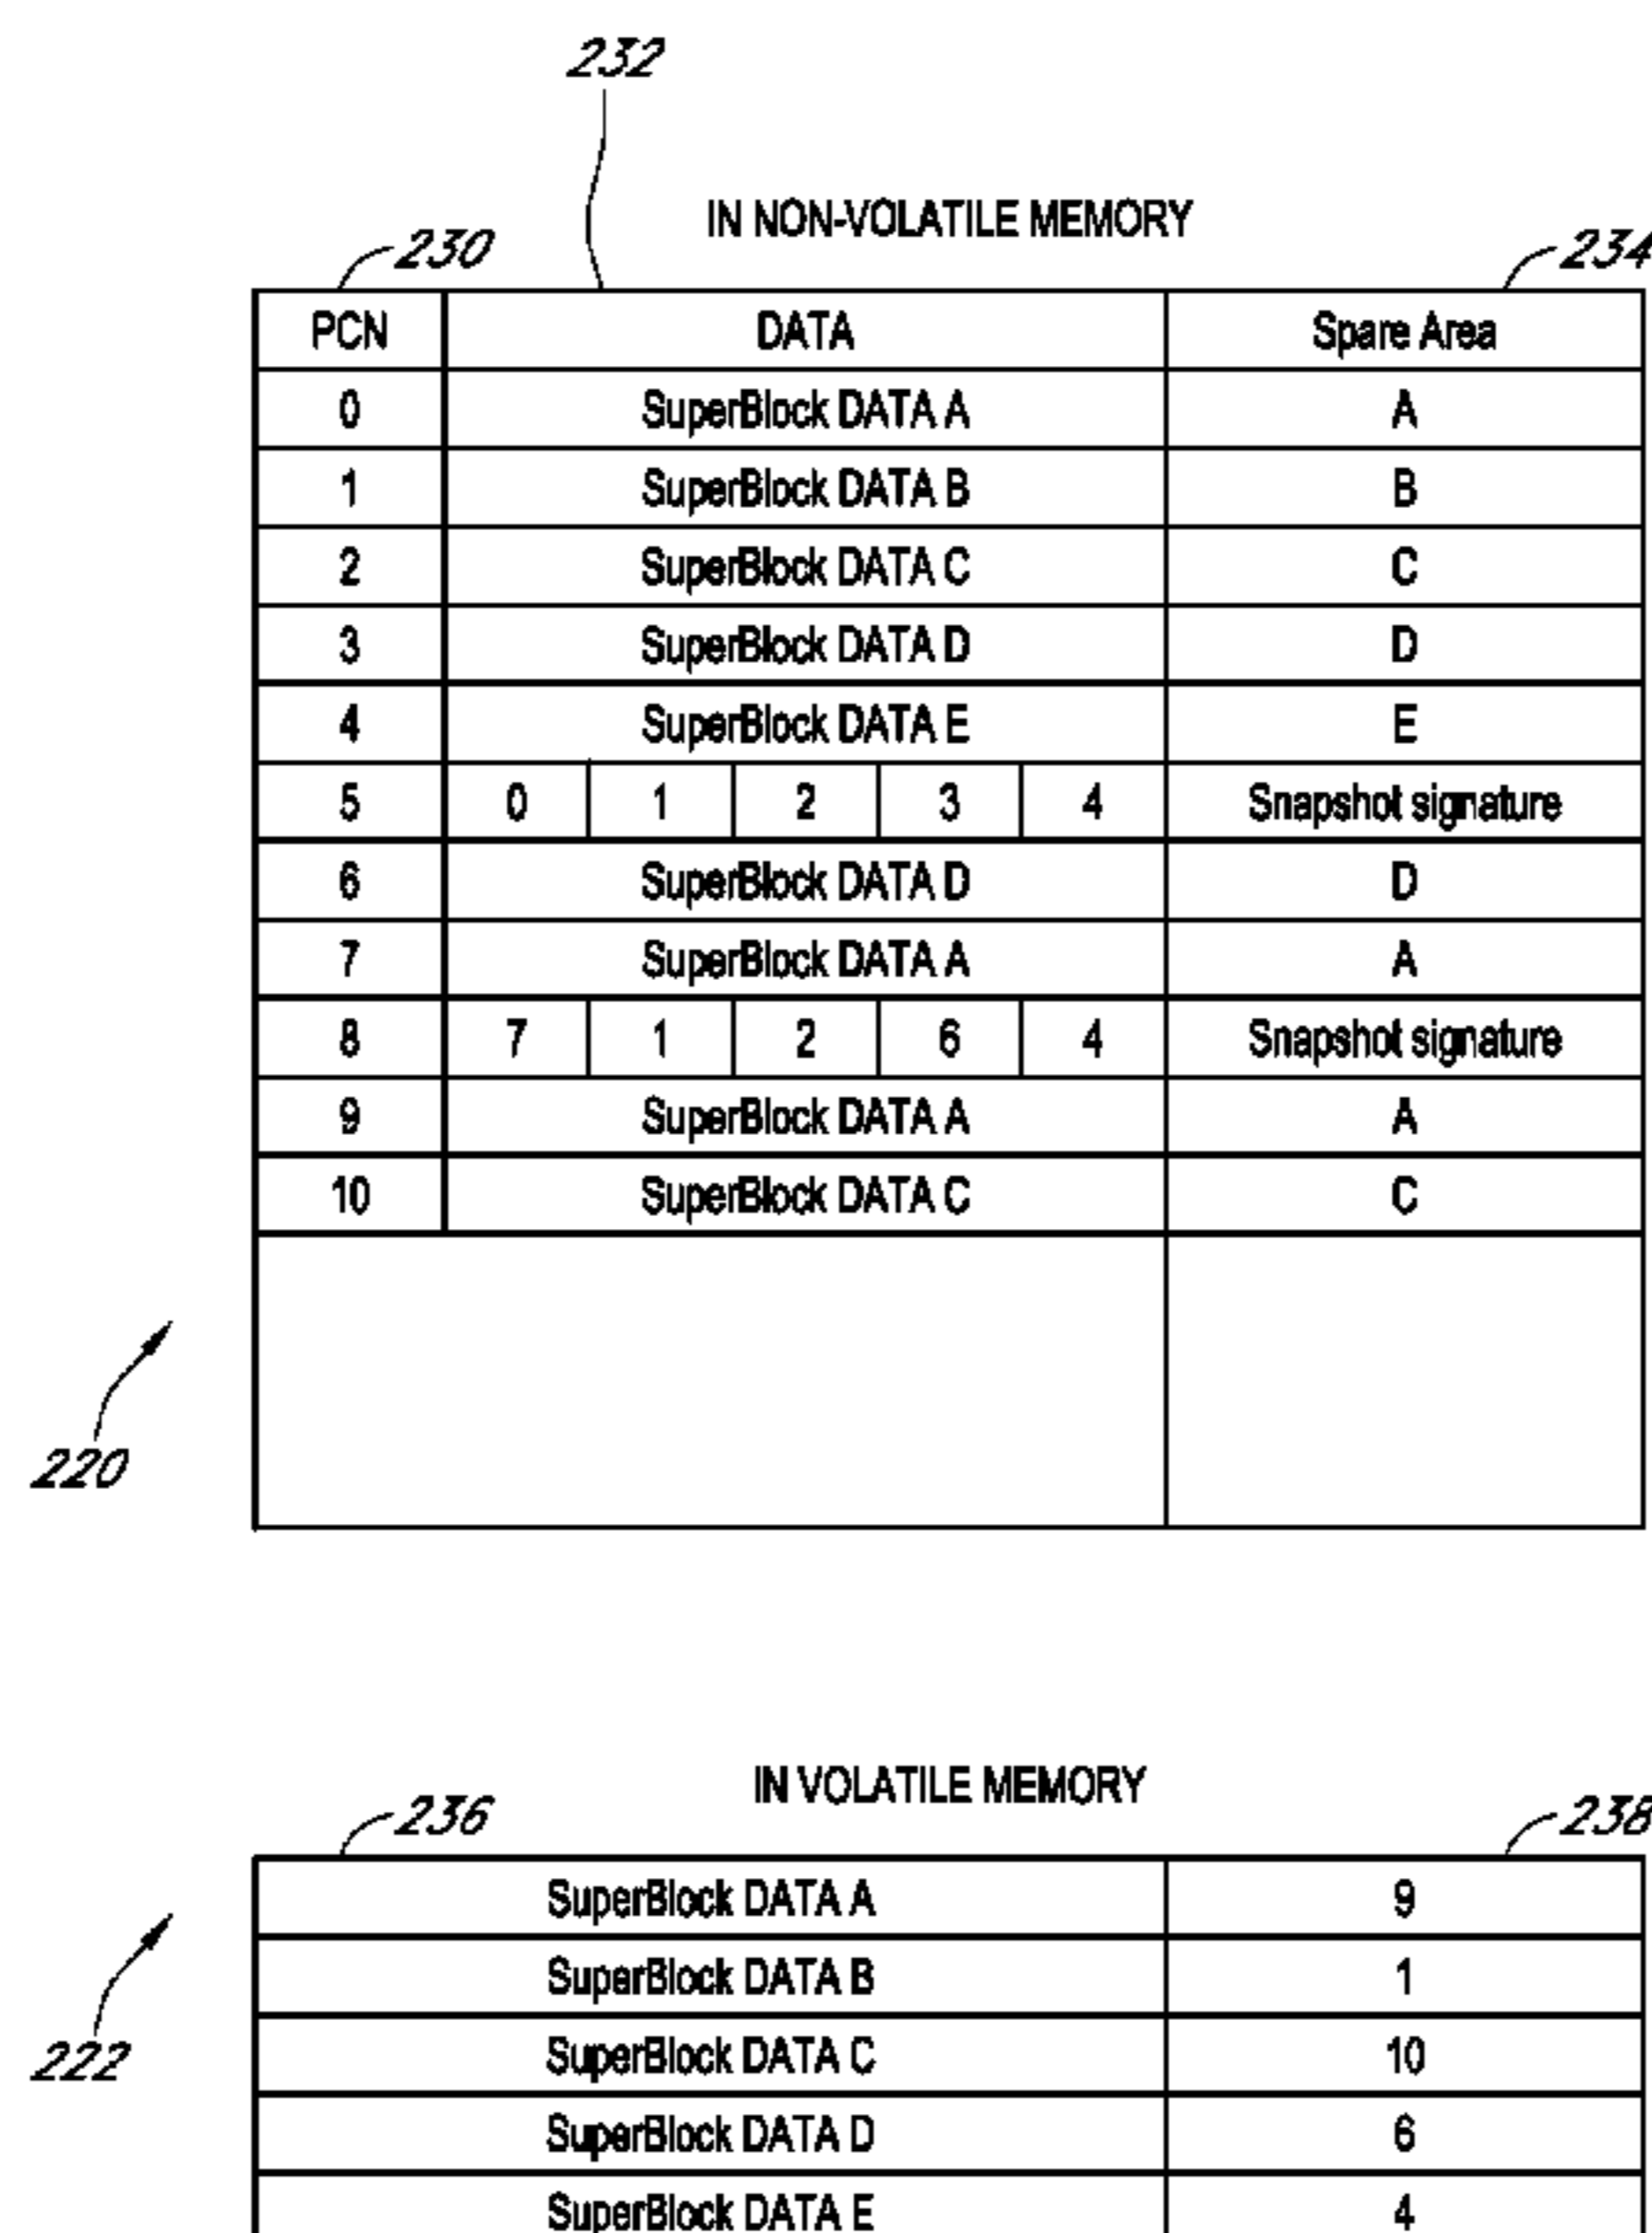 232
IN NON-VOLATILE MEMORY
230
234
PCN DATA Spare Area
0 SuperBlock DATA A A
1 SuperBlock DATA B B
2 SuperBlock DATA C C
3 SuperBlock DATA D D
4 SuperBlock DATA E E
5 0 1 2 3 4 Snapshot signature
6 SuperBlock DATA D D
7 SuperBlock DATA A A
8 7 1 2 6 4 Snapshot signature
9 SuperBlock DATA A A
10 SuperBlock DATA C C
220
IN VOLATILE MEMORY
236
238
SuperBlock DATA A 9
SuperBlock DATA B 1
222
SuperBlock DATA C 10
SuperBlock DATA D 6
SuperBlock DATA E 4